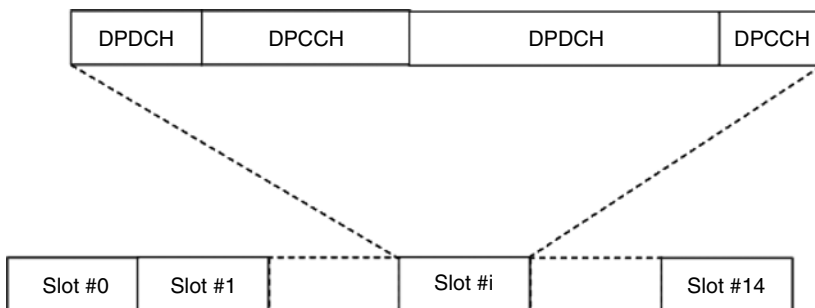 DPDCH DPCCH DPDCH DPCCH
Slot #0 Slot #1 Slot #i Slot #14